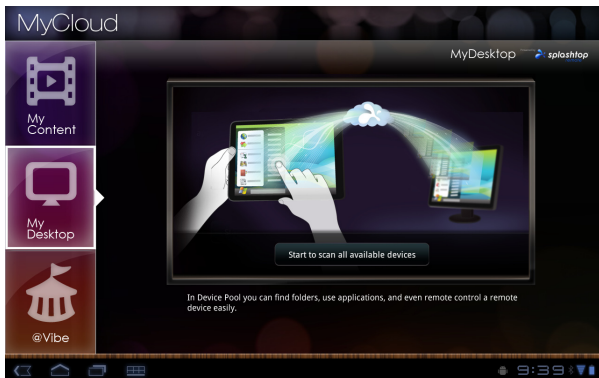 MyCloud
MyDesktop
splashtop
My
Content
My
Desktop
@Vibe
Start to scan all available devices
In Device Pool you can find folders, use applications, and even remote control a remote
device easily.
9:39